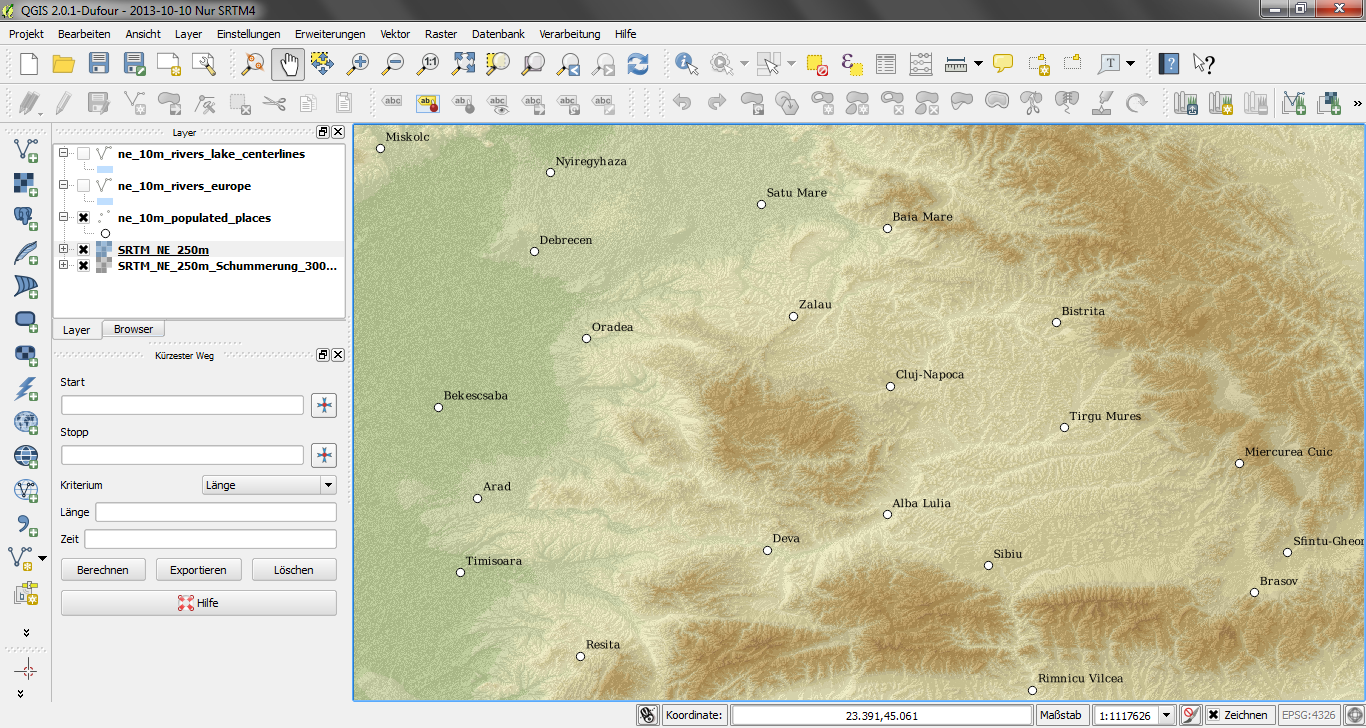 QGIS 2.0.1-Dufour - 2013-10-10 Nur SRTM4
Projekt Bearbeiten Ansicht Layer Einstellungen Erweiterungen Vektor Raster Datenbank Verarbeitung Hilfe
1:1
T
?
?
abc abc ab abc abc abc abc
»
Layer
ne_10m_rivers_lake_centerlines
ne_10m_rivers_europe
ne_10m_populated_places
SRTM_NE_250m
SRTM_NE_250m_Schummerung_300...
Layer Browser
Kürzester Weg
Start
Stopp
Kriterium Länge
Länge
Zeit
Berechnen Exportieren Löschen
Hilfe
Miskolc
Nyiregyhaza
Satu Mare
Baia Mare
Debrecen
Zalau
Bistrita
Oradea
Cluj-Napoca
Bekescsaba
Tirgu Mures
Miercurea Cuic
Arad
Alba Lulia
Deva
Sfintu-Gheor
Sibiu
Timisoara
Brasov
Resita
Rimnicu Vilcea
Koordinate: 23.391,45.061 Maßstab 1:1117626 Zeichnen EPSG:4326